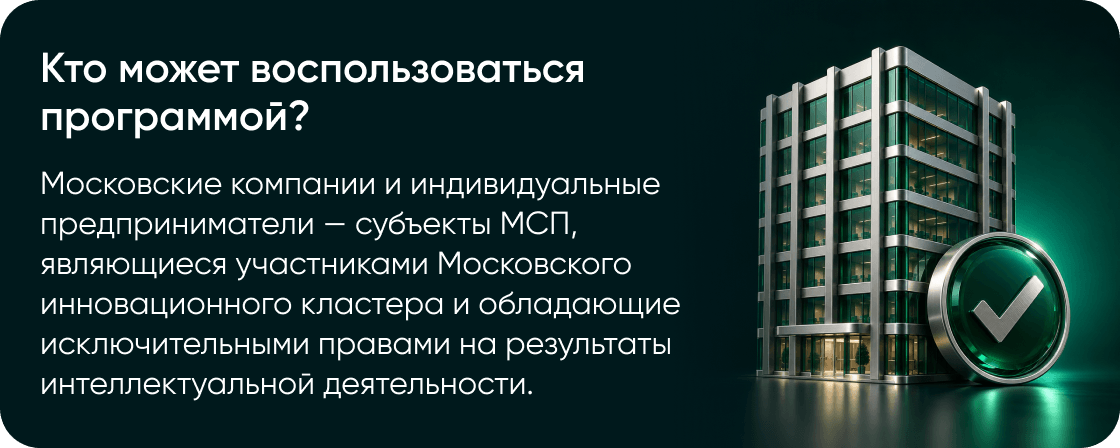 Кто может воспользоваться
программой?
Московские компании и индивидуальные
предприниматели — субъекты МСП,
являющиеся участниками Московского
инновационного кластера и обладающие
исключительными правами на результаты
интеллектуальной деятельности.